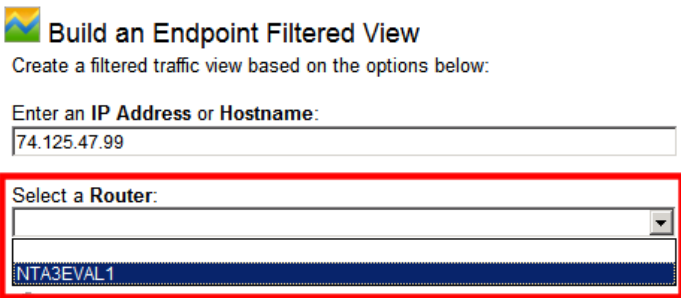 Build an Endpoint Filtered View
Create a filtered traffic view based on the options below:
Enter an IP Address or Hostname:
74.125.47.99
Select a Router:
NTA3EVAL1